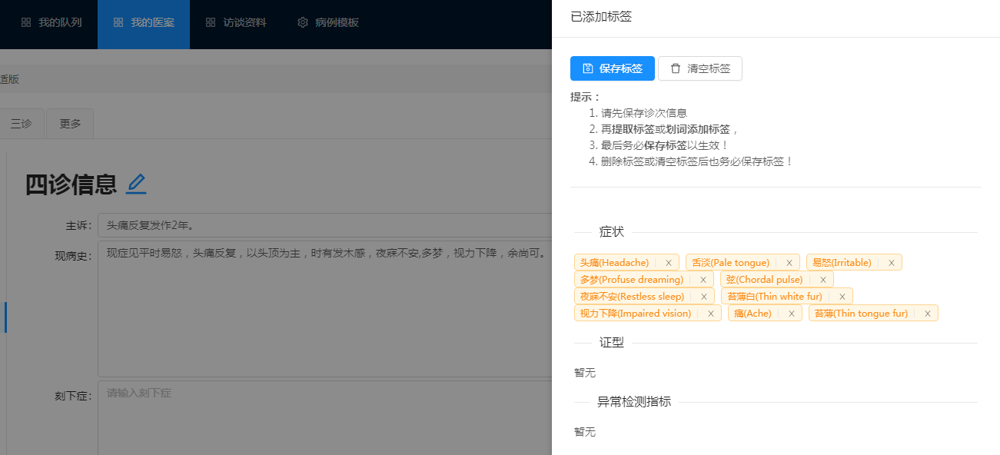 我的队列 我的医案 访谈资料 病例模板
适版
三诊 更多
四诊信息
主诉: 头痛反复发作2年。
现病史: 现症见平时易怒，头痛反复，以头顶为主，时有发木感，夜寐不安,多梦，视力下降，余尚可。
刻下症: 请输入刻下症
已添加标签
保存标签 清空标签
提示：
1. 请先保存诊次信息
2. 再提取标签或划词添加标签，
3. 最后务必保存标签以生效！
4. 删除标签或清空标签后也务必保存标签！
症状
头痛(Headache) × 舌淡(Pale tongue) × 易怒(Irritable) ×
多梦(Profuse dreaming) × 弦(Chordal pulse) ×
夜寐不安(Restless sleep) × 苔薄白(Thin white fur) ×
视力下降(Impaired vision) × 痛(Ache) × 苔薄(Thin tongue fur) ×
证型
暂无
异常检测指标
暂无